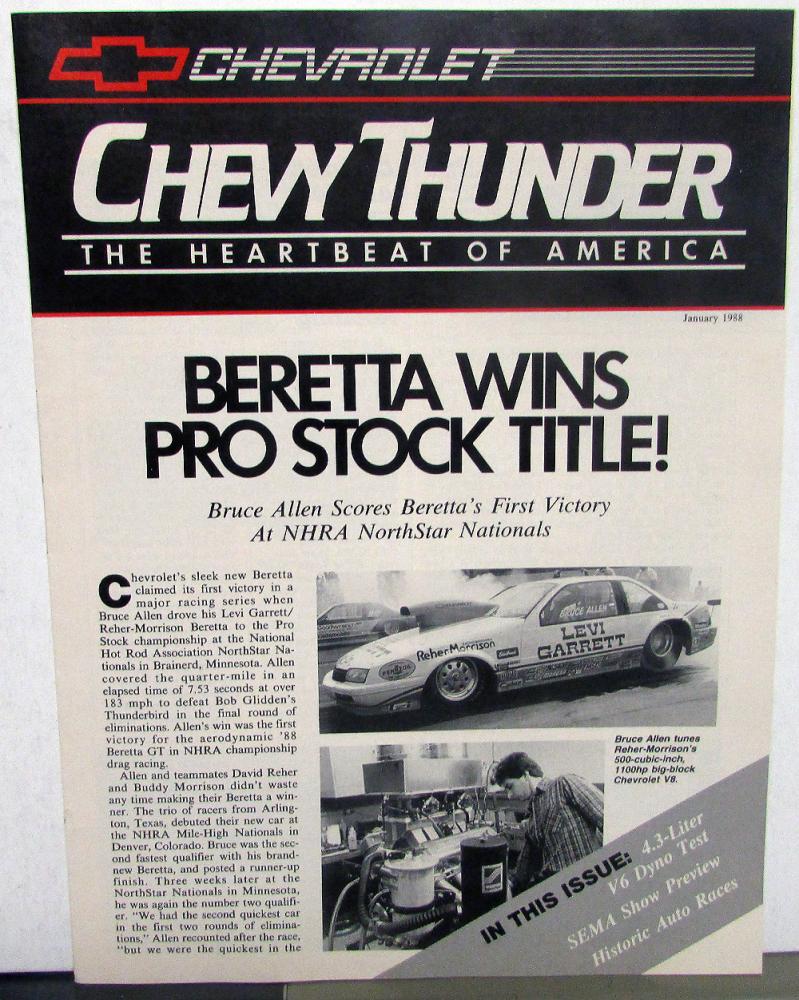 CHEVROLET
CHEVY THUNDER
THE HEARTBEAT OF AMERICA
January 1988
BERETTA WINS
PRO STOCK TITLE!
Bruce Allen Scores Beretta's First Victory
At NHRA NorthStar Nationals
Chevrolet's sleek new Beretta
claimed its first victory in a
major racing series when
Bruce Allen drove his Levi Garrett/
Reher-Morrison Beretta to the Pro
Stock championship at the National
Hot Rod Association NorthStar Na-
tionals in Brainerd, Minnesota. Allen
covered the quarter-mile in an
elapsed time of 7.53 seconds at over
183 mph to defeat Bob Glidden's
Thunderbird in the final round of
eliminations. Allen's win was the first
victory for the aerodynamic '88
Beretta GT in NHRA championship
drag racing.
Allen and teammates David Reher
and Buddy Morrison didn't waste
any time making their Beretta a win-
ner. The trio of racers from Arling-
ton, Texas, debuted their new car at
the NHRA Mile-High Nationals in
Denver, Colorado. Bruce was the sec-
ond fastest qualifier with his brand-
new Beretta, and posted a runner-up
finish. Three weeks later at the
NorthStar Nationals in Minnesota,
he was again the number two qualifi-
er. "We had the second quickest car
in the first two rounds of elimina-
tions," Allen recounted after the race,
"but we were the quickest in the
BRUCE ALLEN
LEVI
GARRETT
Reher Morrison
PENNZOIL
Bruce Allen tunes
Reher-Morrison's
500-cubic-inch,
1100hp big-block
Chevrolet V8.
IN THIS ISSUE: 4.3-Liter
V6 Dyno Test
SEMA Show Preview
Historic Auto Races